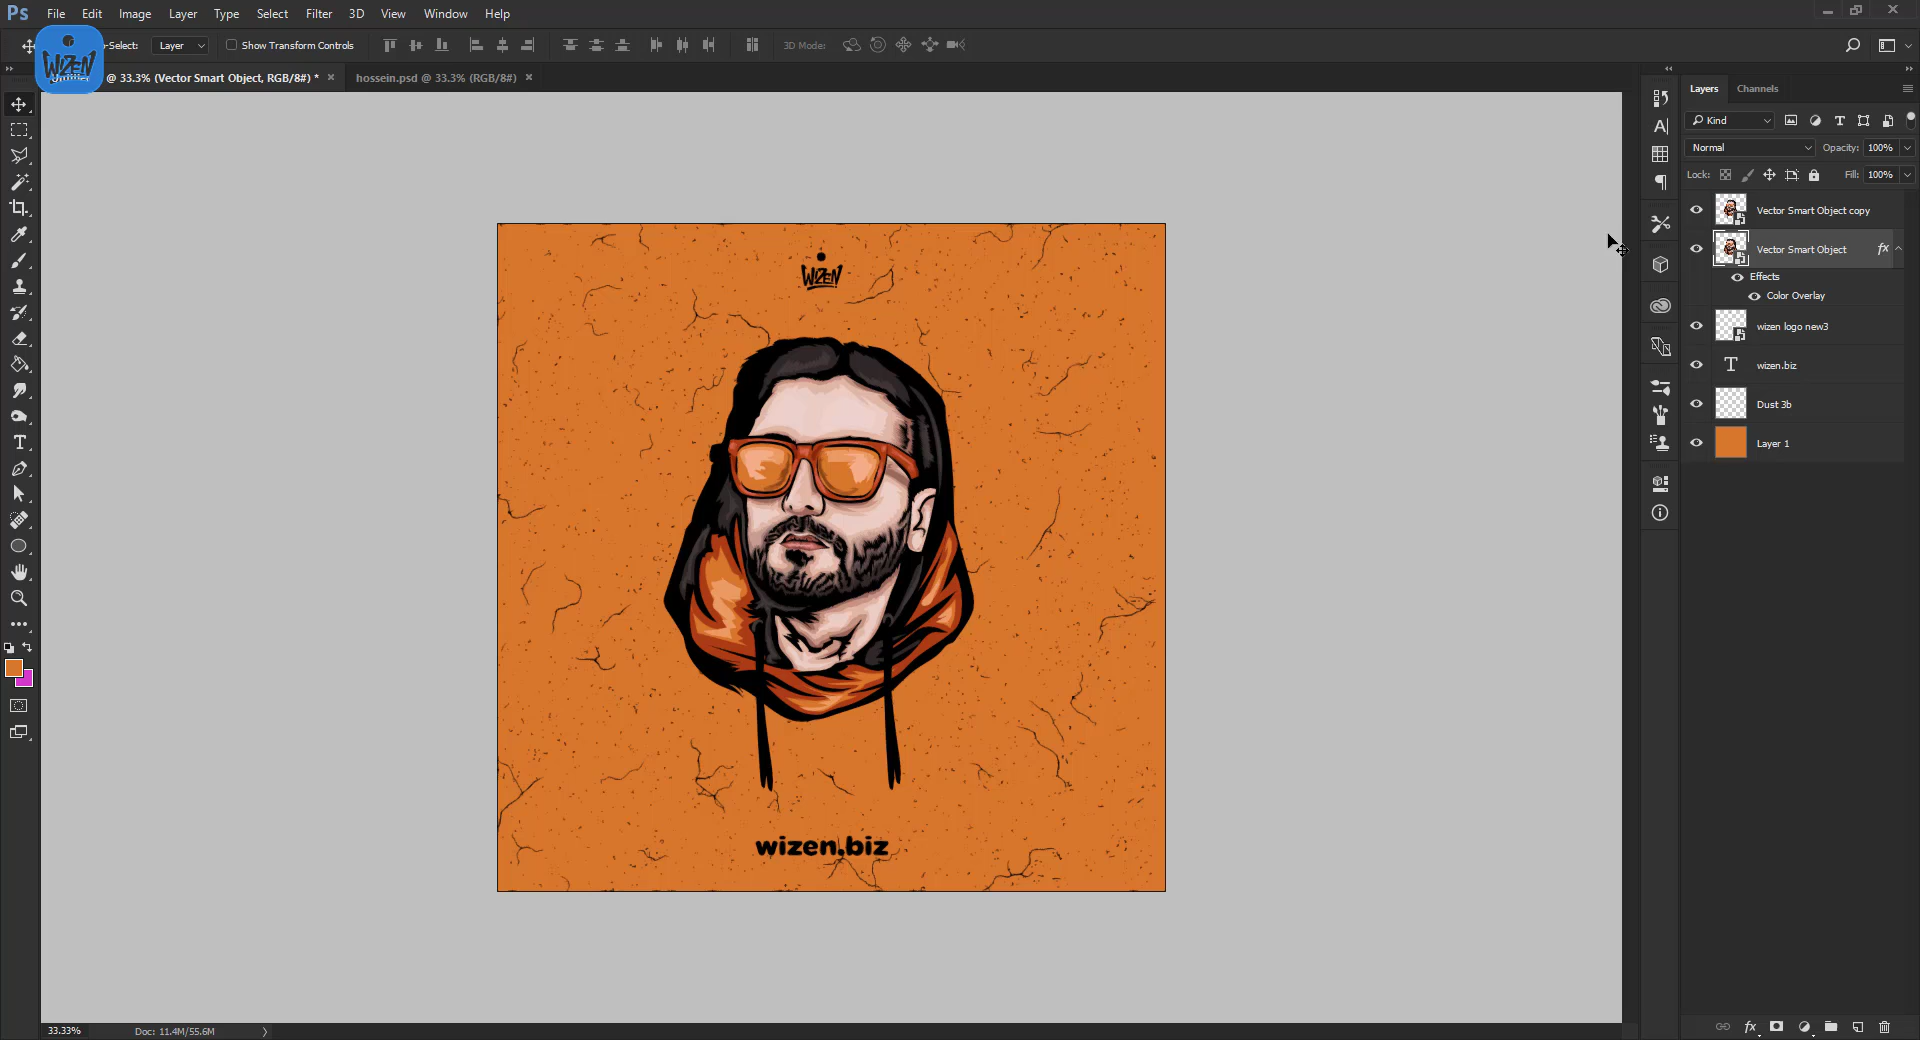 Ps File Edit Image Layer Type Select Filter 3D View Window Help
WIZEN
-Select: Layer Show Transform Controls 3D Mode:
@ 33.3% (Vector Smart Object, RGB/8#) * × hossein.psd @ 33.3% (RGB/8#) ×
Layers Channels
Kind
Normal Opacity: 100%
Lock: Fill: 100%
Vector Smart Object copy
Vector Smart Object fx
Effects
Color Overlay
wizen logo new3
wizen.biz
Dust 3b
Layer 1
WIZEN
wizen.biz
33.33% Doc: 11.4M/55.6M